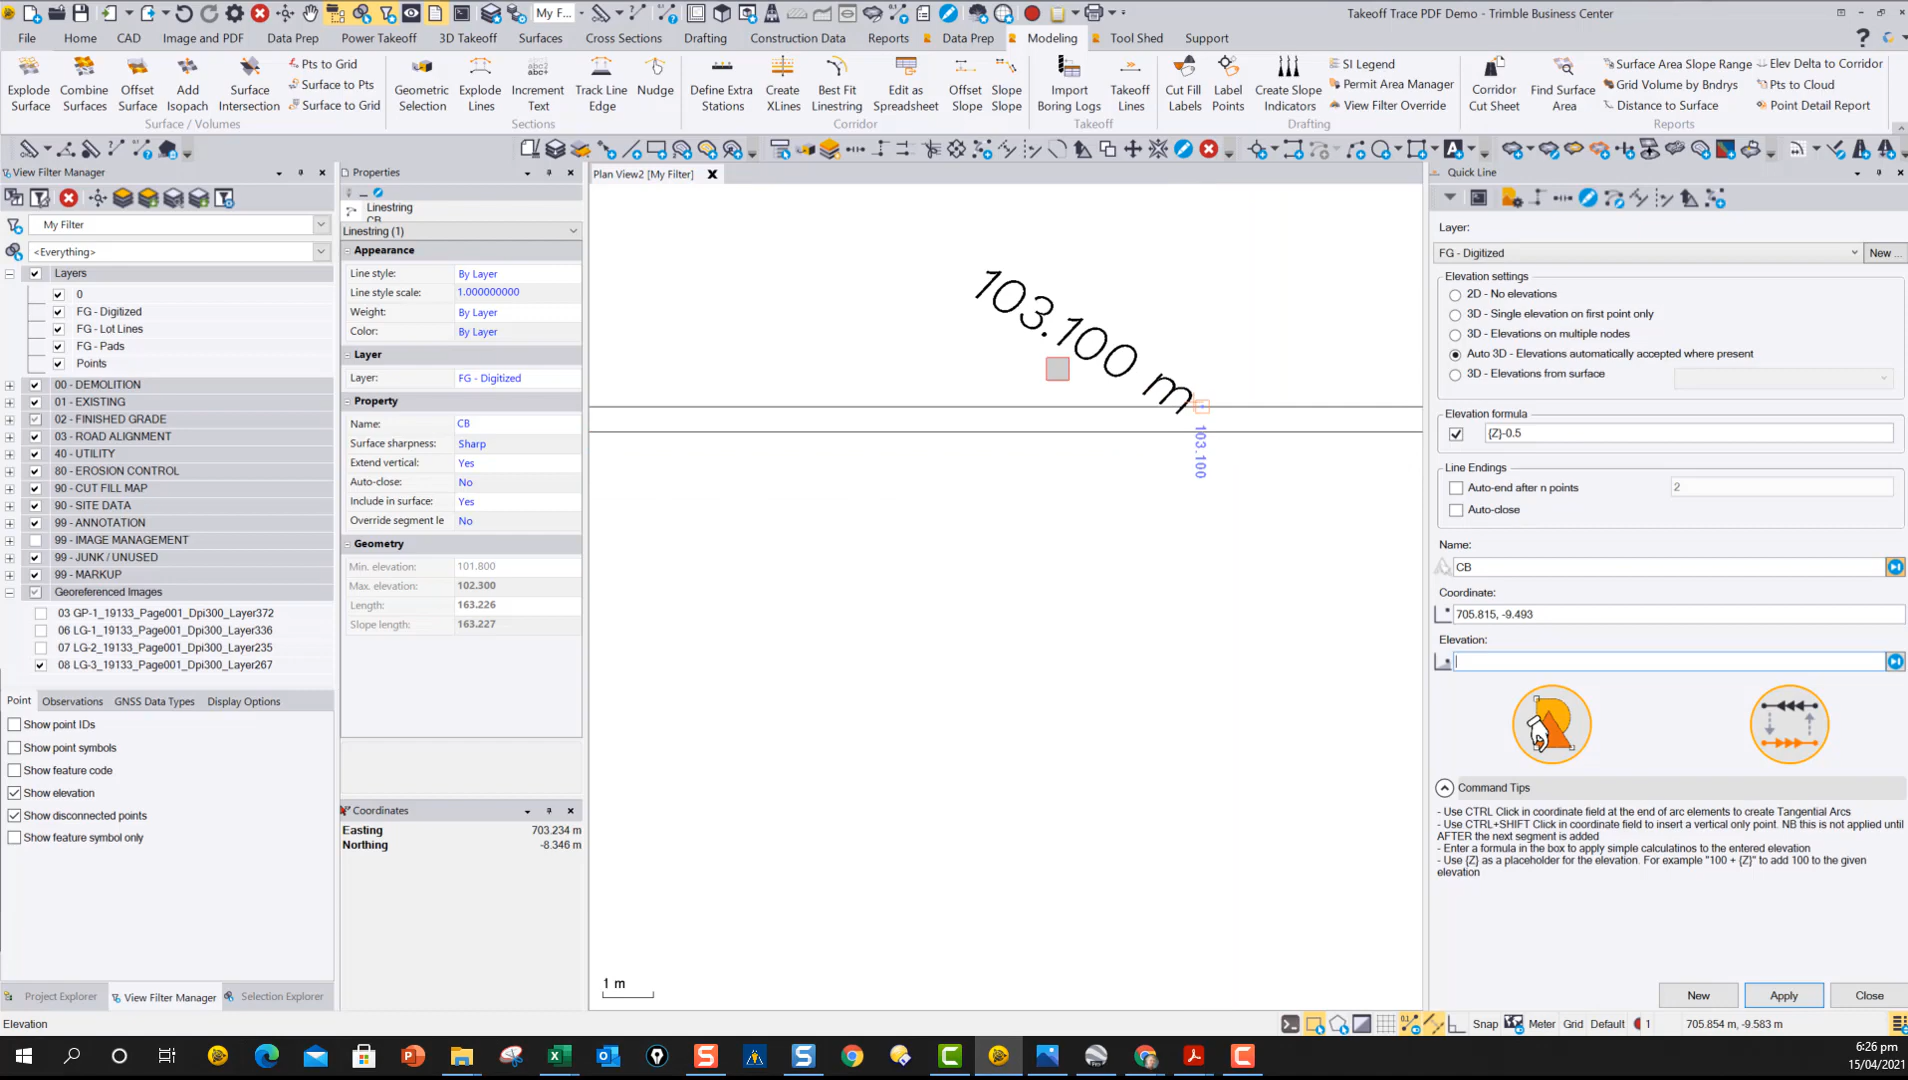 My F...
Takeoff Trace PDF Demo - Trimble Business Center
File Home CAD Image and PDF Data Prep Power Takeoff 3D Takeoff Surfaces Cross Sections Drafting Construction Data Reports Data Prep Modeling Tool Shed Support
Explode Surface
Combine Surfaces
Offset Surface
Add Isopach
Surface Intersection
Pts to Grid
Surface to Pts
Surface to Grid
Surface / Volumes
Geometric Selection
Explode Lines
Increment Text
Track Line Edge
Nudge
Sections
Define Extra Stations
Create XLines
Best Fit Linestring
Edit as Spreadsheet
Offset Slope
Slope Slope
Corridor
Import Boring Logs
Takeoff Lines
Takeoff
Cut Fill Labels
Label Points
Create Slope Indicators
SI Legend
Permit Area Manager
View Filter Override
Drafting
Corridor Cut Sheet
Find Surface Area
Surface Area Slope Range
Grid Volume by Bndrys
Distance to Surface
Elev Delta to Corridor
Pts to Cloud
Point Detail Report
Reports
View Filter Manager
My Filter
<Everything>
Layers
0
FG - Digitized
FG - Lot Lines
FG - Pads
Points
00 - DEMOLITION
01 - EXISTING
02 - FINISHED GRADE
03 - ROAD ALIGNMENT
40 - UTILITY
80 - EROSION CONTROL
90 - CUT FILL MAP
90 - SITE DATA
99 - ANNOTATION
99 - IMAGE MANAGEMENT
99 - JUNK / UNUSED
99 - MARKUP
Georeferenced Images
03 GP-1_19133_Page001_Dpi300_Layer372
06 LG-1_19133_Page001_Dpi300_Layer336
07 LG-2_19133_Page001_Dpi300_Layer235
08 LG-3_19133_Page001_Dpi300_Layer267
Point Observations GNSS Data Types Display Options
Show point IDs
Show point symbols
Show feature code
Show elevation
Show disconnected points
Show feature symbol only
Project Explorer View Filter Manager Selection Explorer
Elevation
Properties
Linestring
CB
Linestring (1)
Appearance
Line style: By Layer
Line style scale: 1.000000000
Weight: By Layer
Color: By Layer
Layer
Layer: FG - Digitized
Property
Name: CB
Surface sharpness: Sharp
Extend vertical: Yes
Auto-close: No
Include in surface: Yes
Override segment le No
Geometry
Min. elevation: 101.800
Max. elevation: 102.300
Length: 163.226
Slope length: 163.227
Coordinates
Easting 703.234 m
Northing -8.346 m
Plan View2 [My Filter]
103.100 m
103.100
1 m
Quick Line
Layer:
FG - Digitized
New ...
Elevation settings
2D - No elevations
3D - Single elevation on first point only
3D - Elevations on multiple nodes
Auto 3D - Elevations automatically accepted where present
3D - Elevations from surface
Elevation formula
{Z}-0.5
Line Endings
Auto-end after n points 2
Auto-close
Name:
CB
Coordinate:
705.815, -9.493
Elevation:
Command Tips
- Use CTRL Click in coordinate field at the end of arc elements to create Tangential Arcs
- Use CTRL+SHIFT Click in coordinate field to insert a vertical only point. NB this is not applied until
AFTER the next segment is added
- Enter a formula in the box to apply simple calculatinos to the entered elevation
- Use {Z} as a placeholder for the elevation. For example "100 + {Z}" to add 100 to the given
elevation
New Apply Close
Snap Meter Grid Default 1 705.854 m, -9.583 m
6:26 pm
15/04/2021